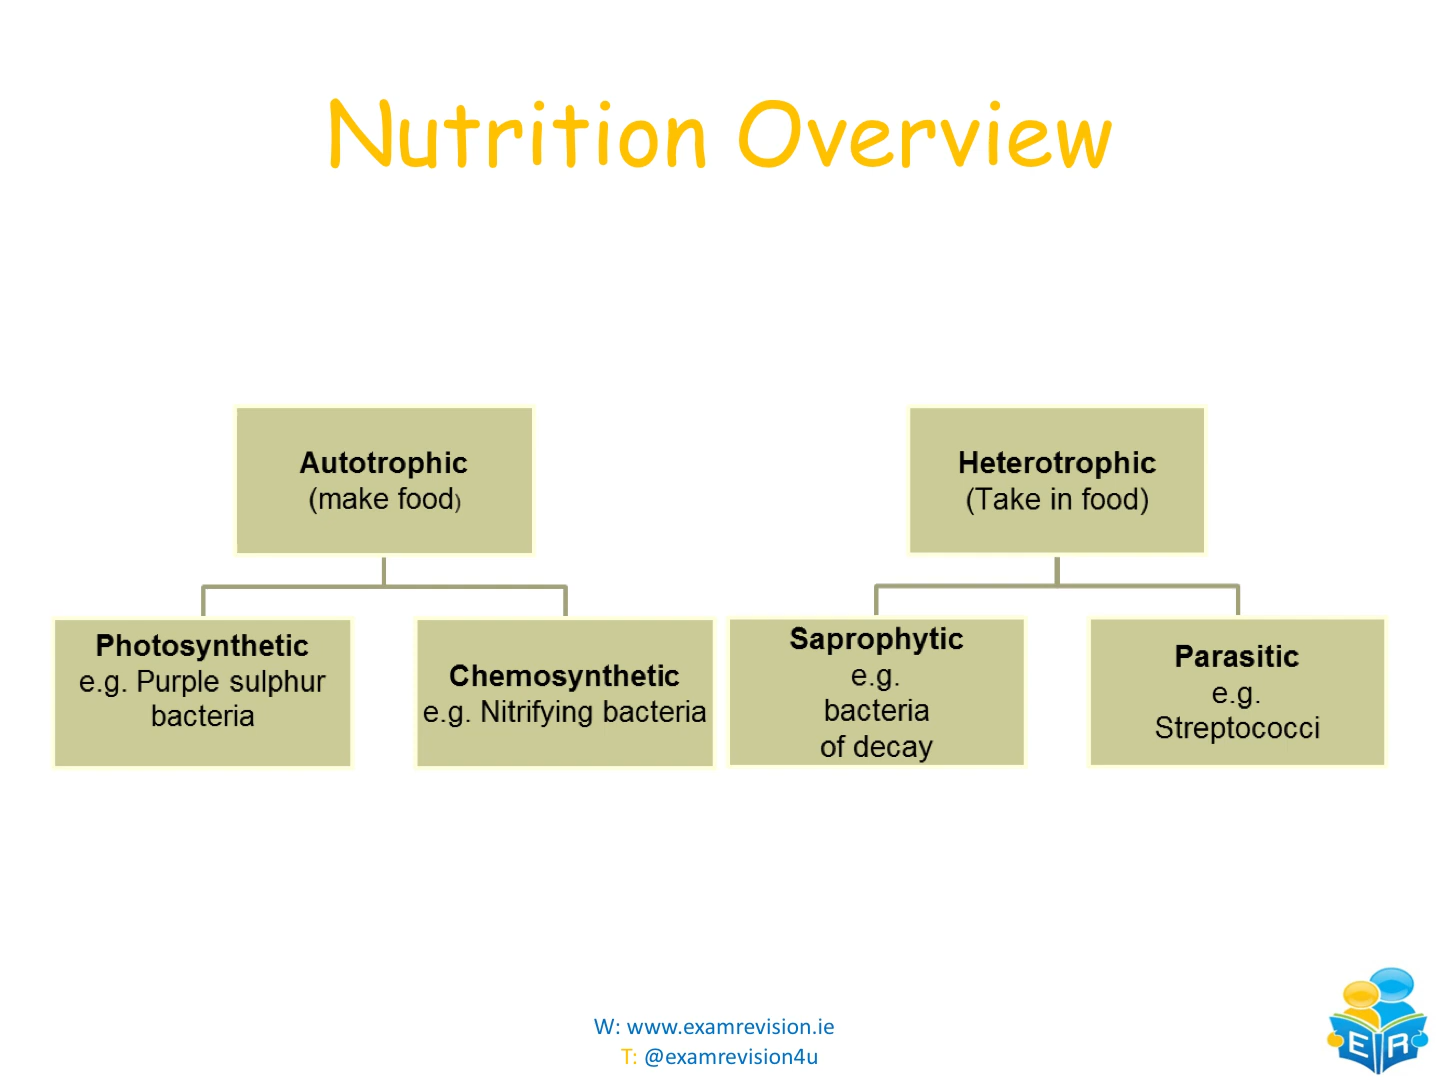 Nutrition Overview
Autotrophic
(make food)
Heterotrophic
(Take in food)
Photosynthetic
e.g. Purple sulphur
bacteria
Chemosynthetic
e.g. Nitrifying bacteria
Saprophytic
e.g.
bacteria
of decay
Parasitic
e.g.
Streptococci
W: www.examrevision.ie
T: @examrevision4u
E R